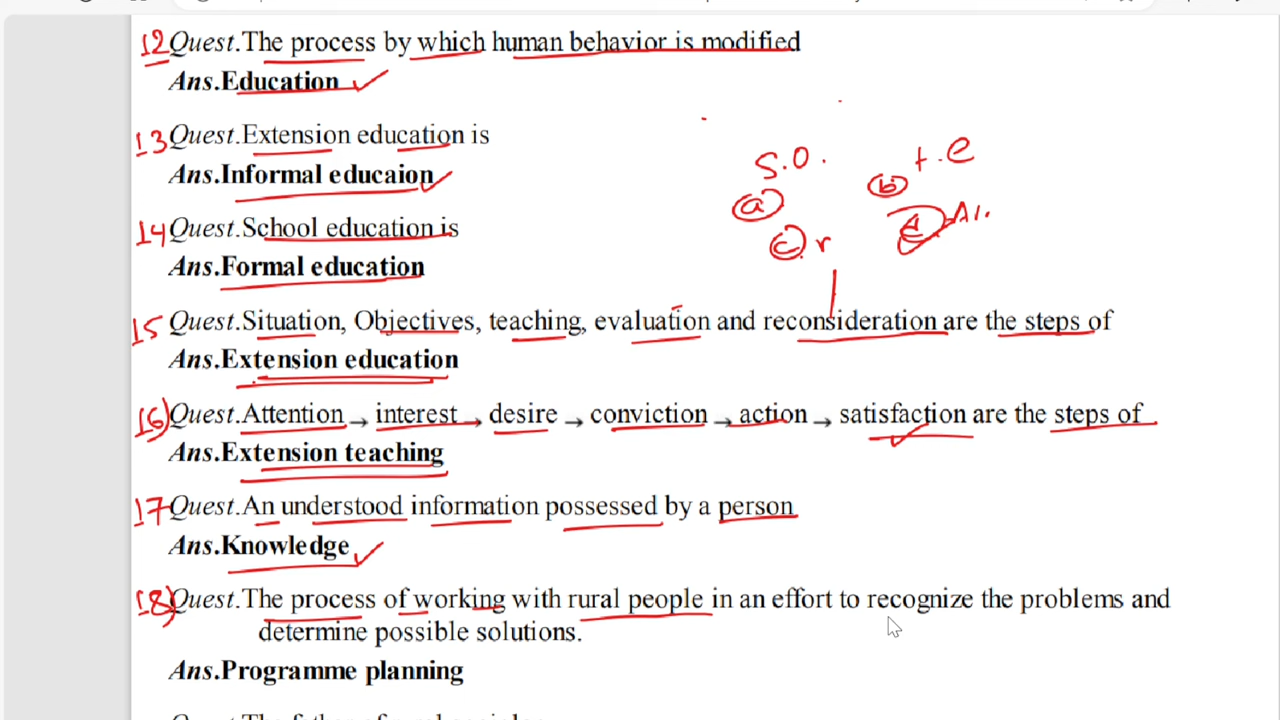 12 Quest.The process by which human behavior is modified
Ans.Education
13 Quest.Extension education is
Ans.Informal educaion
S.O.
t.e
a
b
14 Quest.School education is
c r
d
Ans.Formal education
15 Quest.Situation, Objectives, teaching, evaluation and reconsideration are the steps of
Ans.Extension education
16) Quest.Attention → interest → desire → conviction → action → satisfaction are the steps of
Ans.Extension teaching
17 Quest.An understood information possessed by a person
Ans.Knowledge
18) Quest.The process of working with rural people in an effort to recognize the problems and
determine possible solutions.
Ans.Programme planning